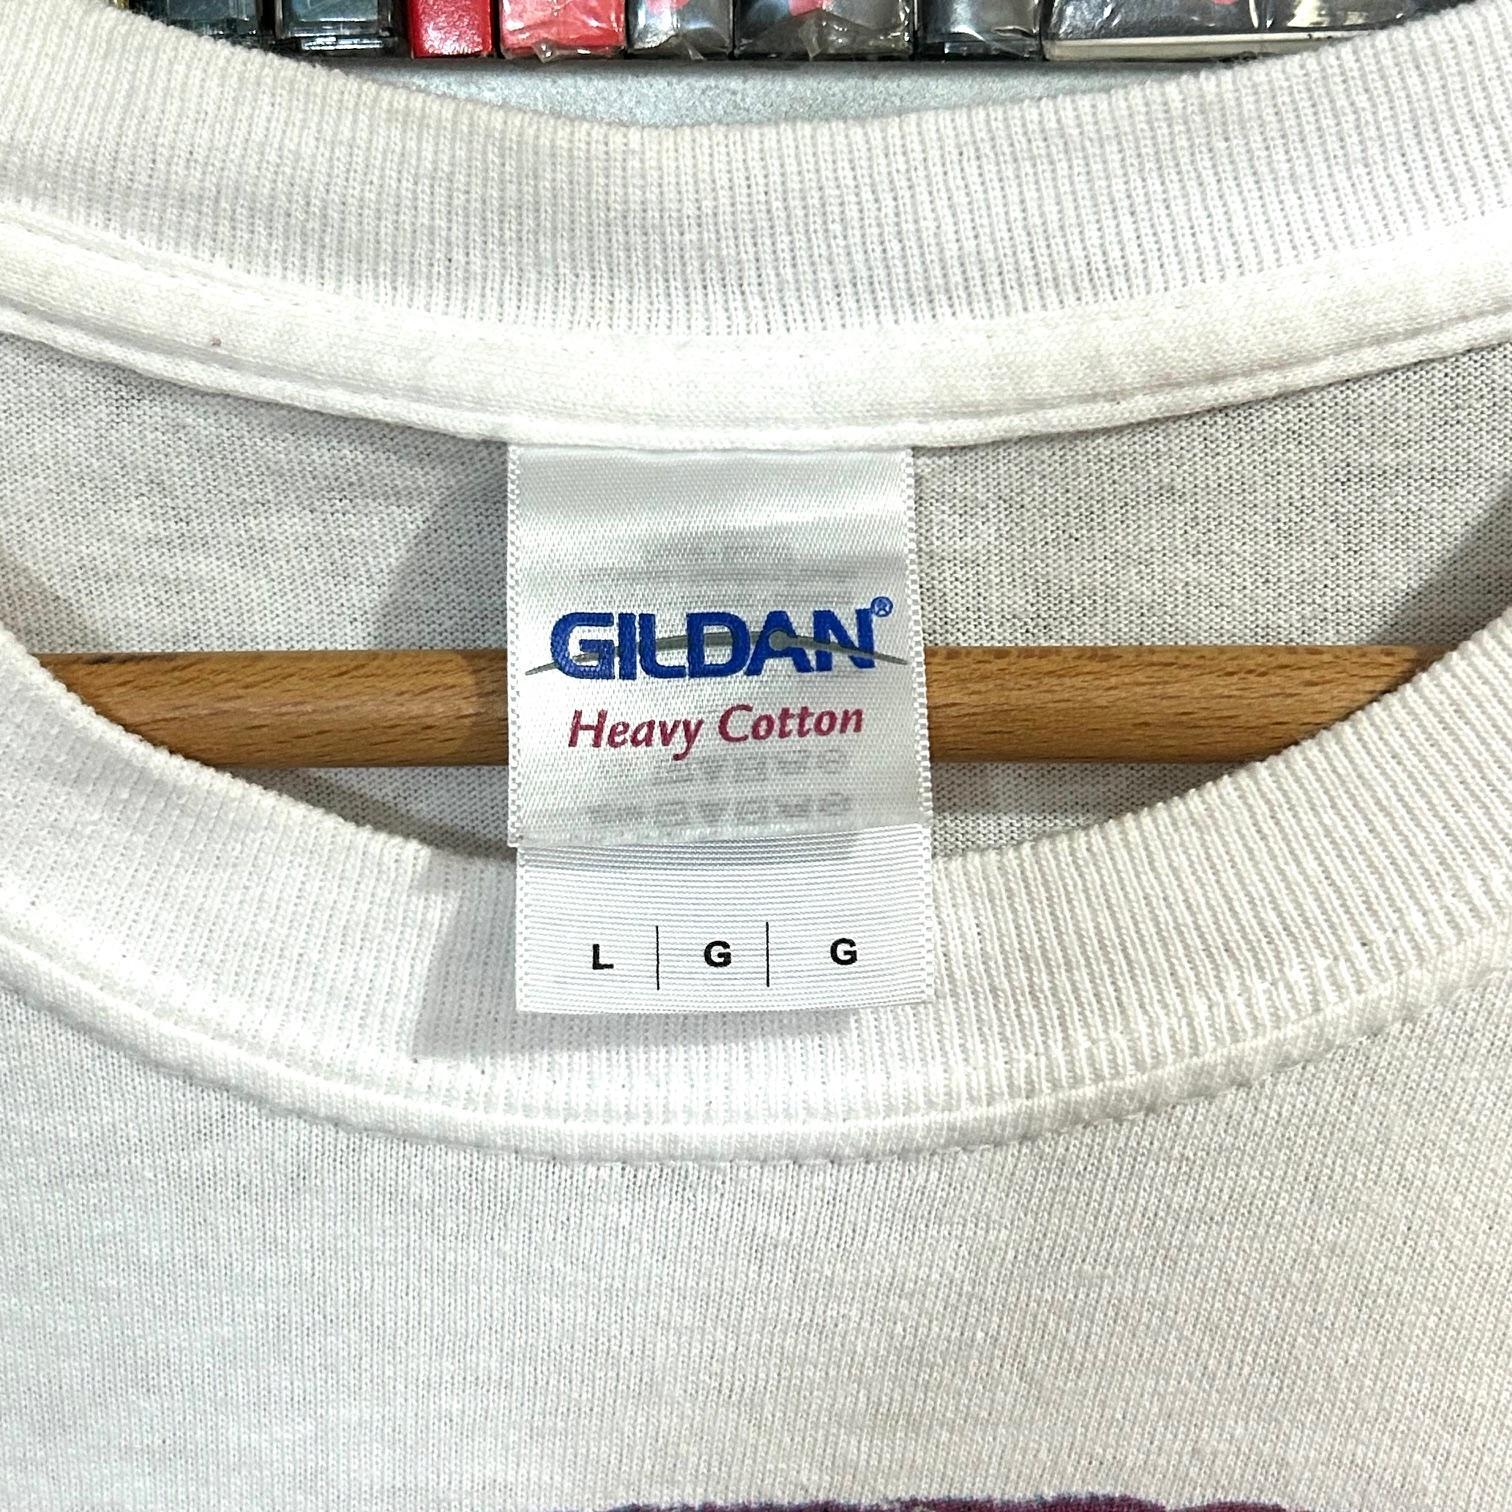 GILDAN®
Heavy Cotton
L | G | G